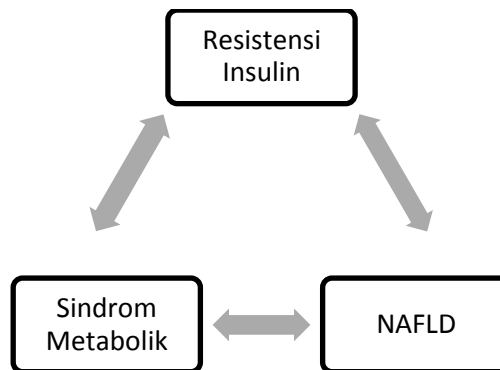 Resistensi
Insulin
Sindrom
Metabolik
NAFLD